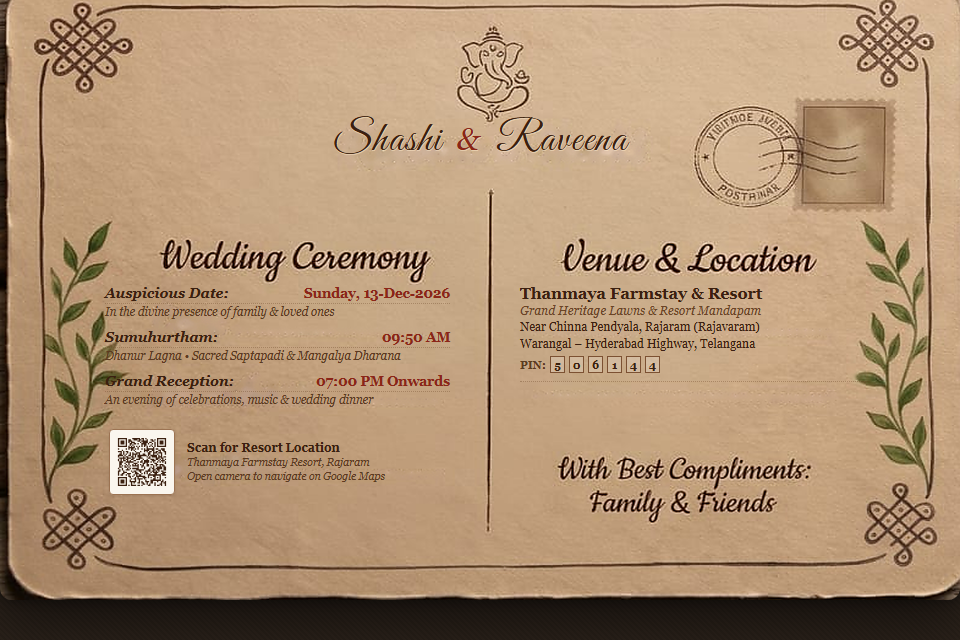 Shashi & Raveena
Wedding Ceremony
Auspicious Date: Sunday, 13-Dec-2026
In the divine presence of family & loved ones
Sumuhurtham: 09:50 AM
Dhanur Lagna • Sacred Saptapadi & Mangalya Dharana
Grand Reception: 07:00 PM Onwards
An evening of celebrations, music & wedding dinner
Scan for Resort Location
Thanmaya Farmstay Resort, Rajaram
Open camera to navigate on Google Maps
Venue & Location
Thanmaya Farmstay & Resort
Grand Heritage Lawns & Resort Mandapam
Near Chinna Pendyala, Rajaram (Rajavaram)
Warangal – Hyderabad Highway, Telangana
PIN: 5 0 6 1 4 4
With Best Compliments:
Family & Friends